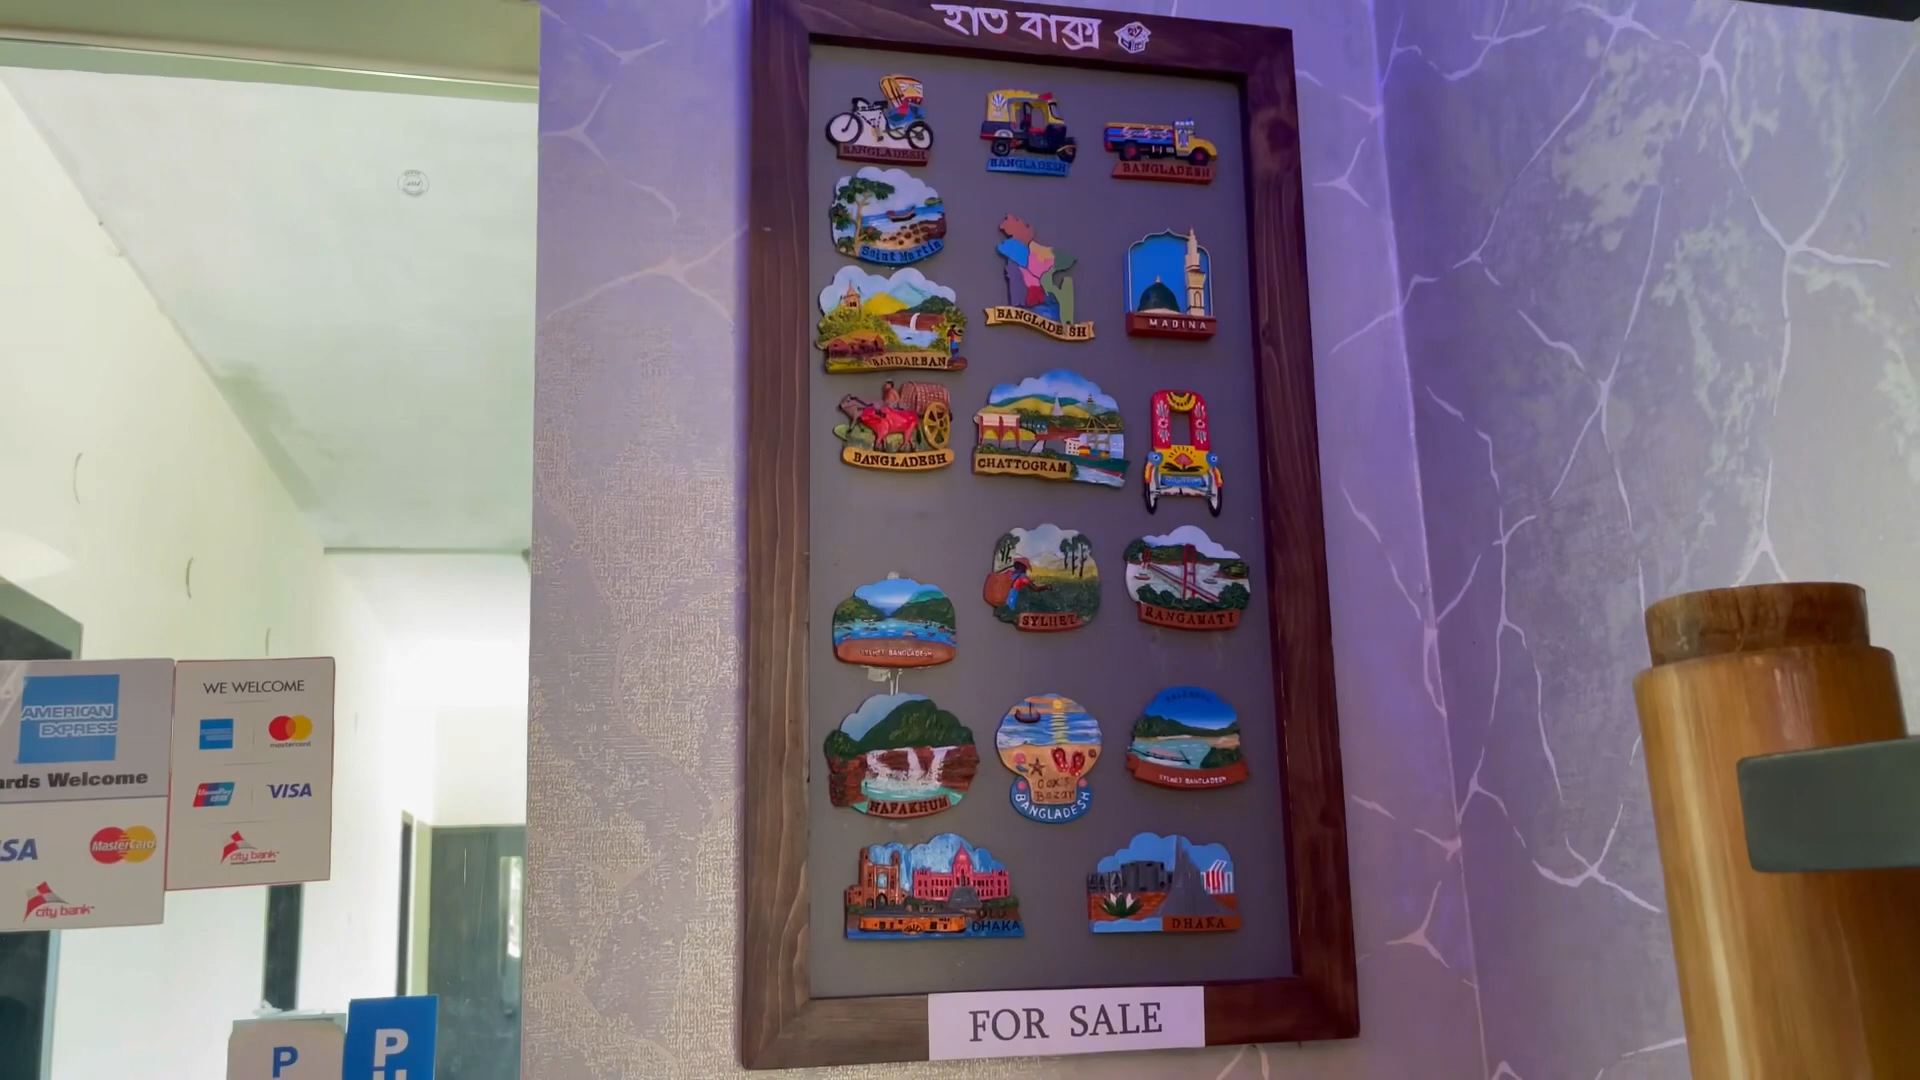 হাত বাক্স
BANGLADESH
BANGLADESH
BANGLADESH
Saint Martin
BANGLADESH
MADINA
BANDARBAN
BANGLADESH
CHATTOGRAM
SYLHET
RANGAMATI
SYLHET BANGLADESH
NAFAKHUM
Cox's
Bazar
BANGLADESH
SYLHET BANGLADESH
OLD
DHAKA
DHAKA
FOR SALE
AMERICAN
EXPRESS
ards Welcome
ISA
MasterCard
city bank
WE WELCOME
mastercard
UnionPay
VISA
city bank
P
P